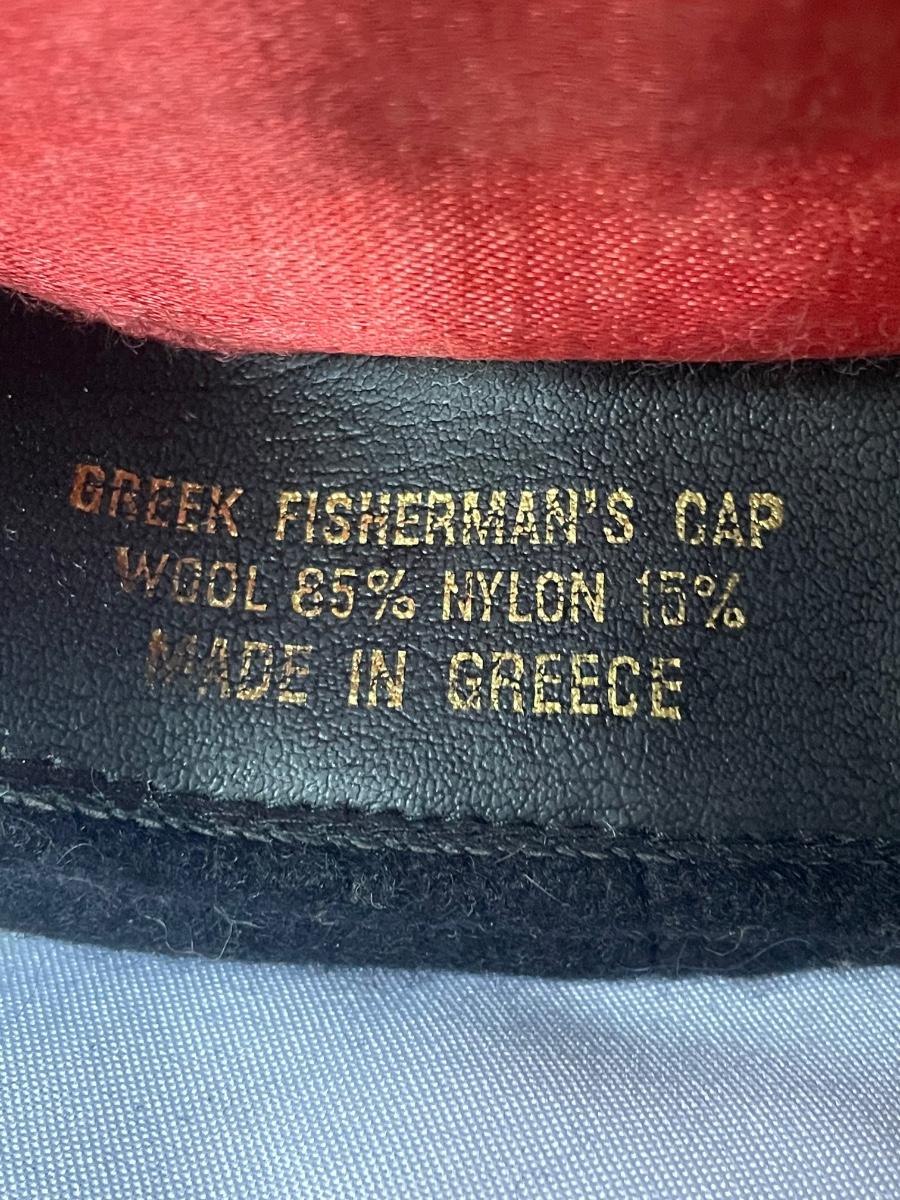 GREEK FISHERMAN'S CAP
WOOL 85% NYLON 15%
MADE IN GREECE